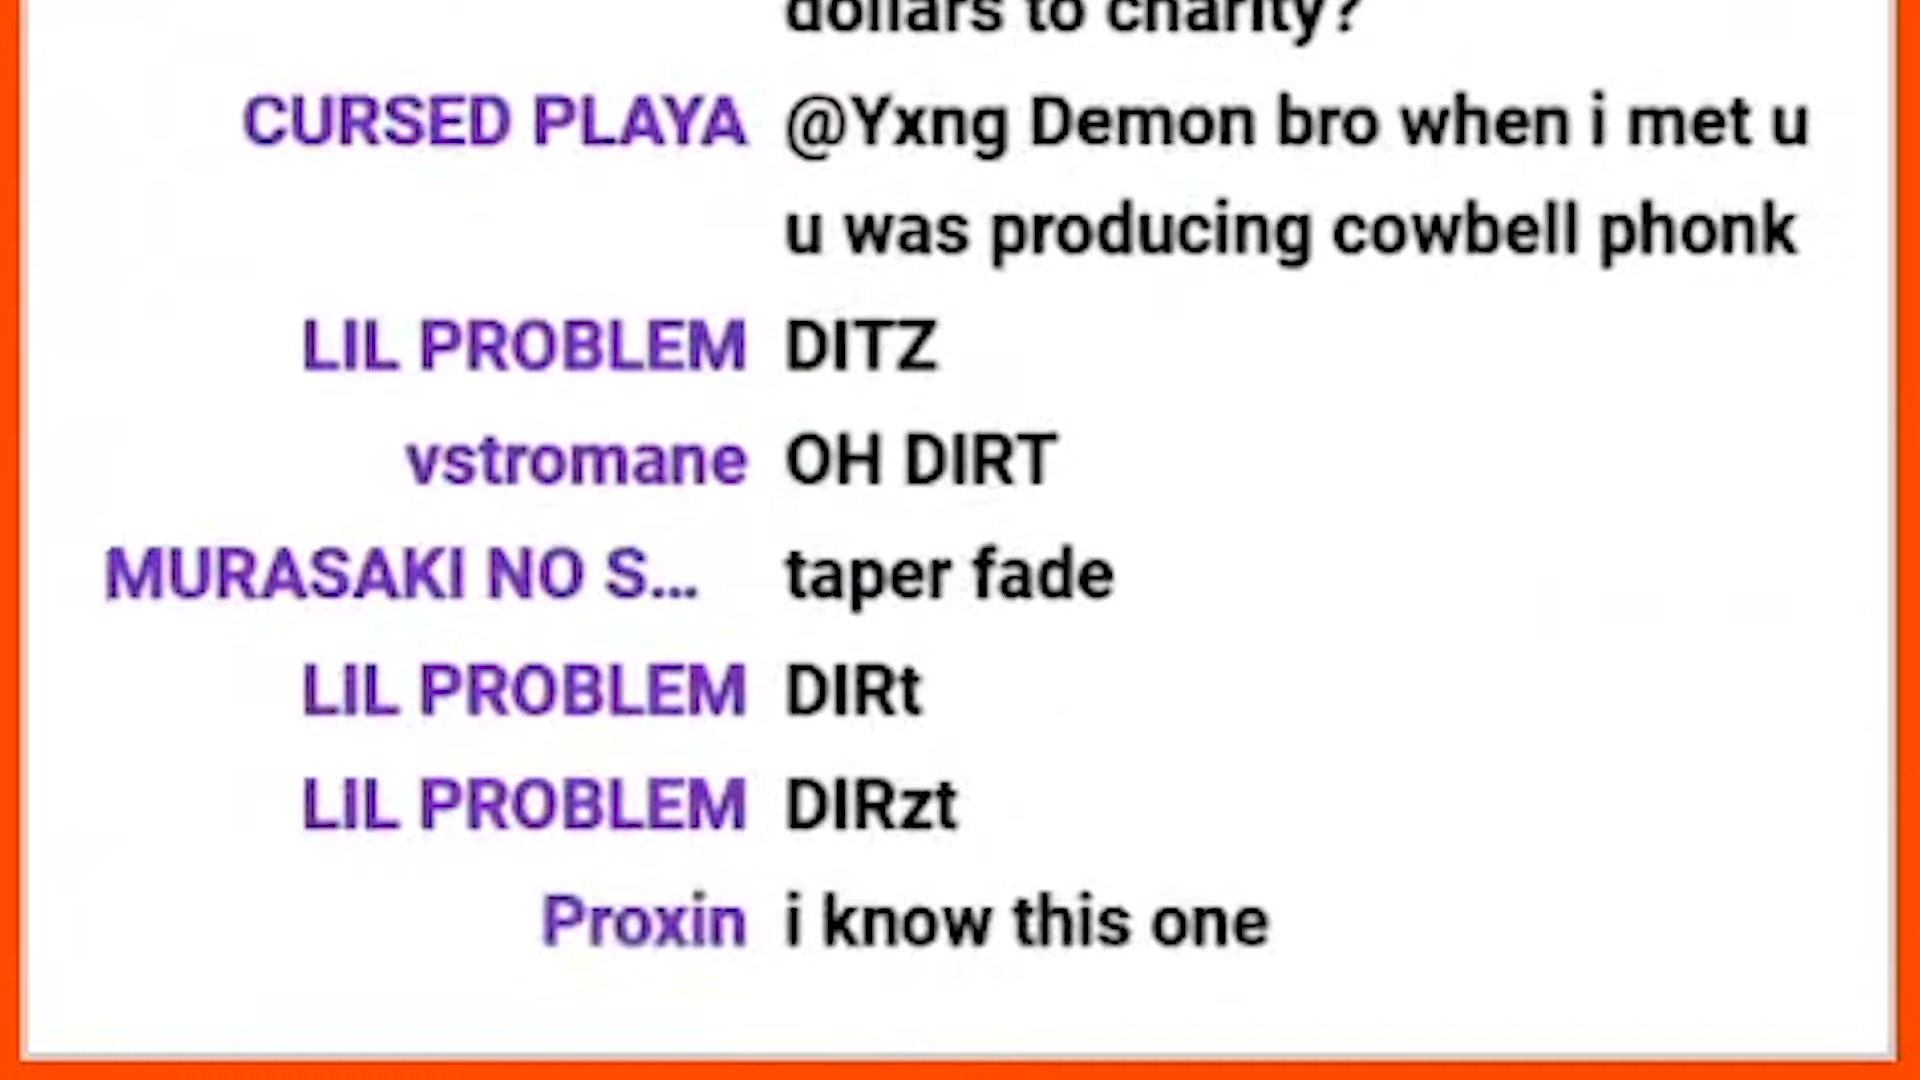 dollars to charity?
CURSED PLAYA @Yxng Demon bro when i met u
u was producing cowbell phonk
LIL PROBLEM DITZ
vstromane OH DIRT
MURASAKI NO S... taper fade
LIL PROBLEM DIRt
LIL PROBLEM DIRzt
Proxin i know this one